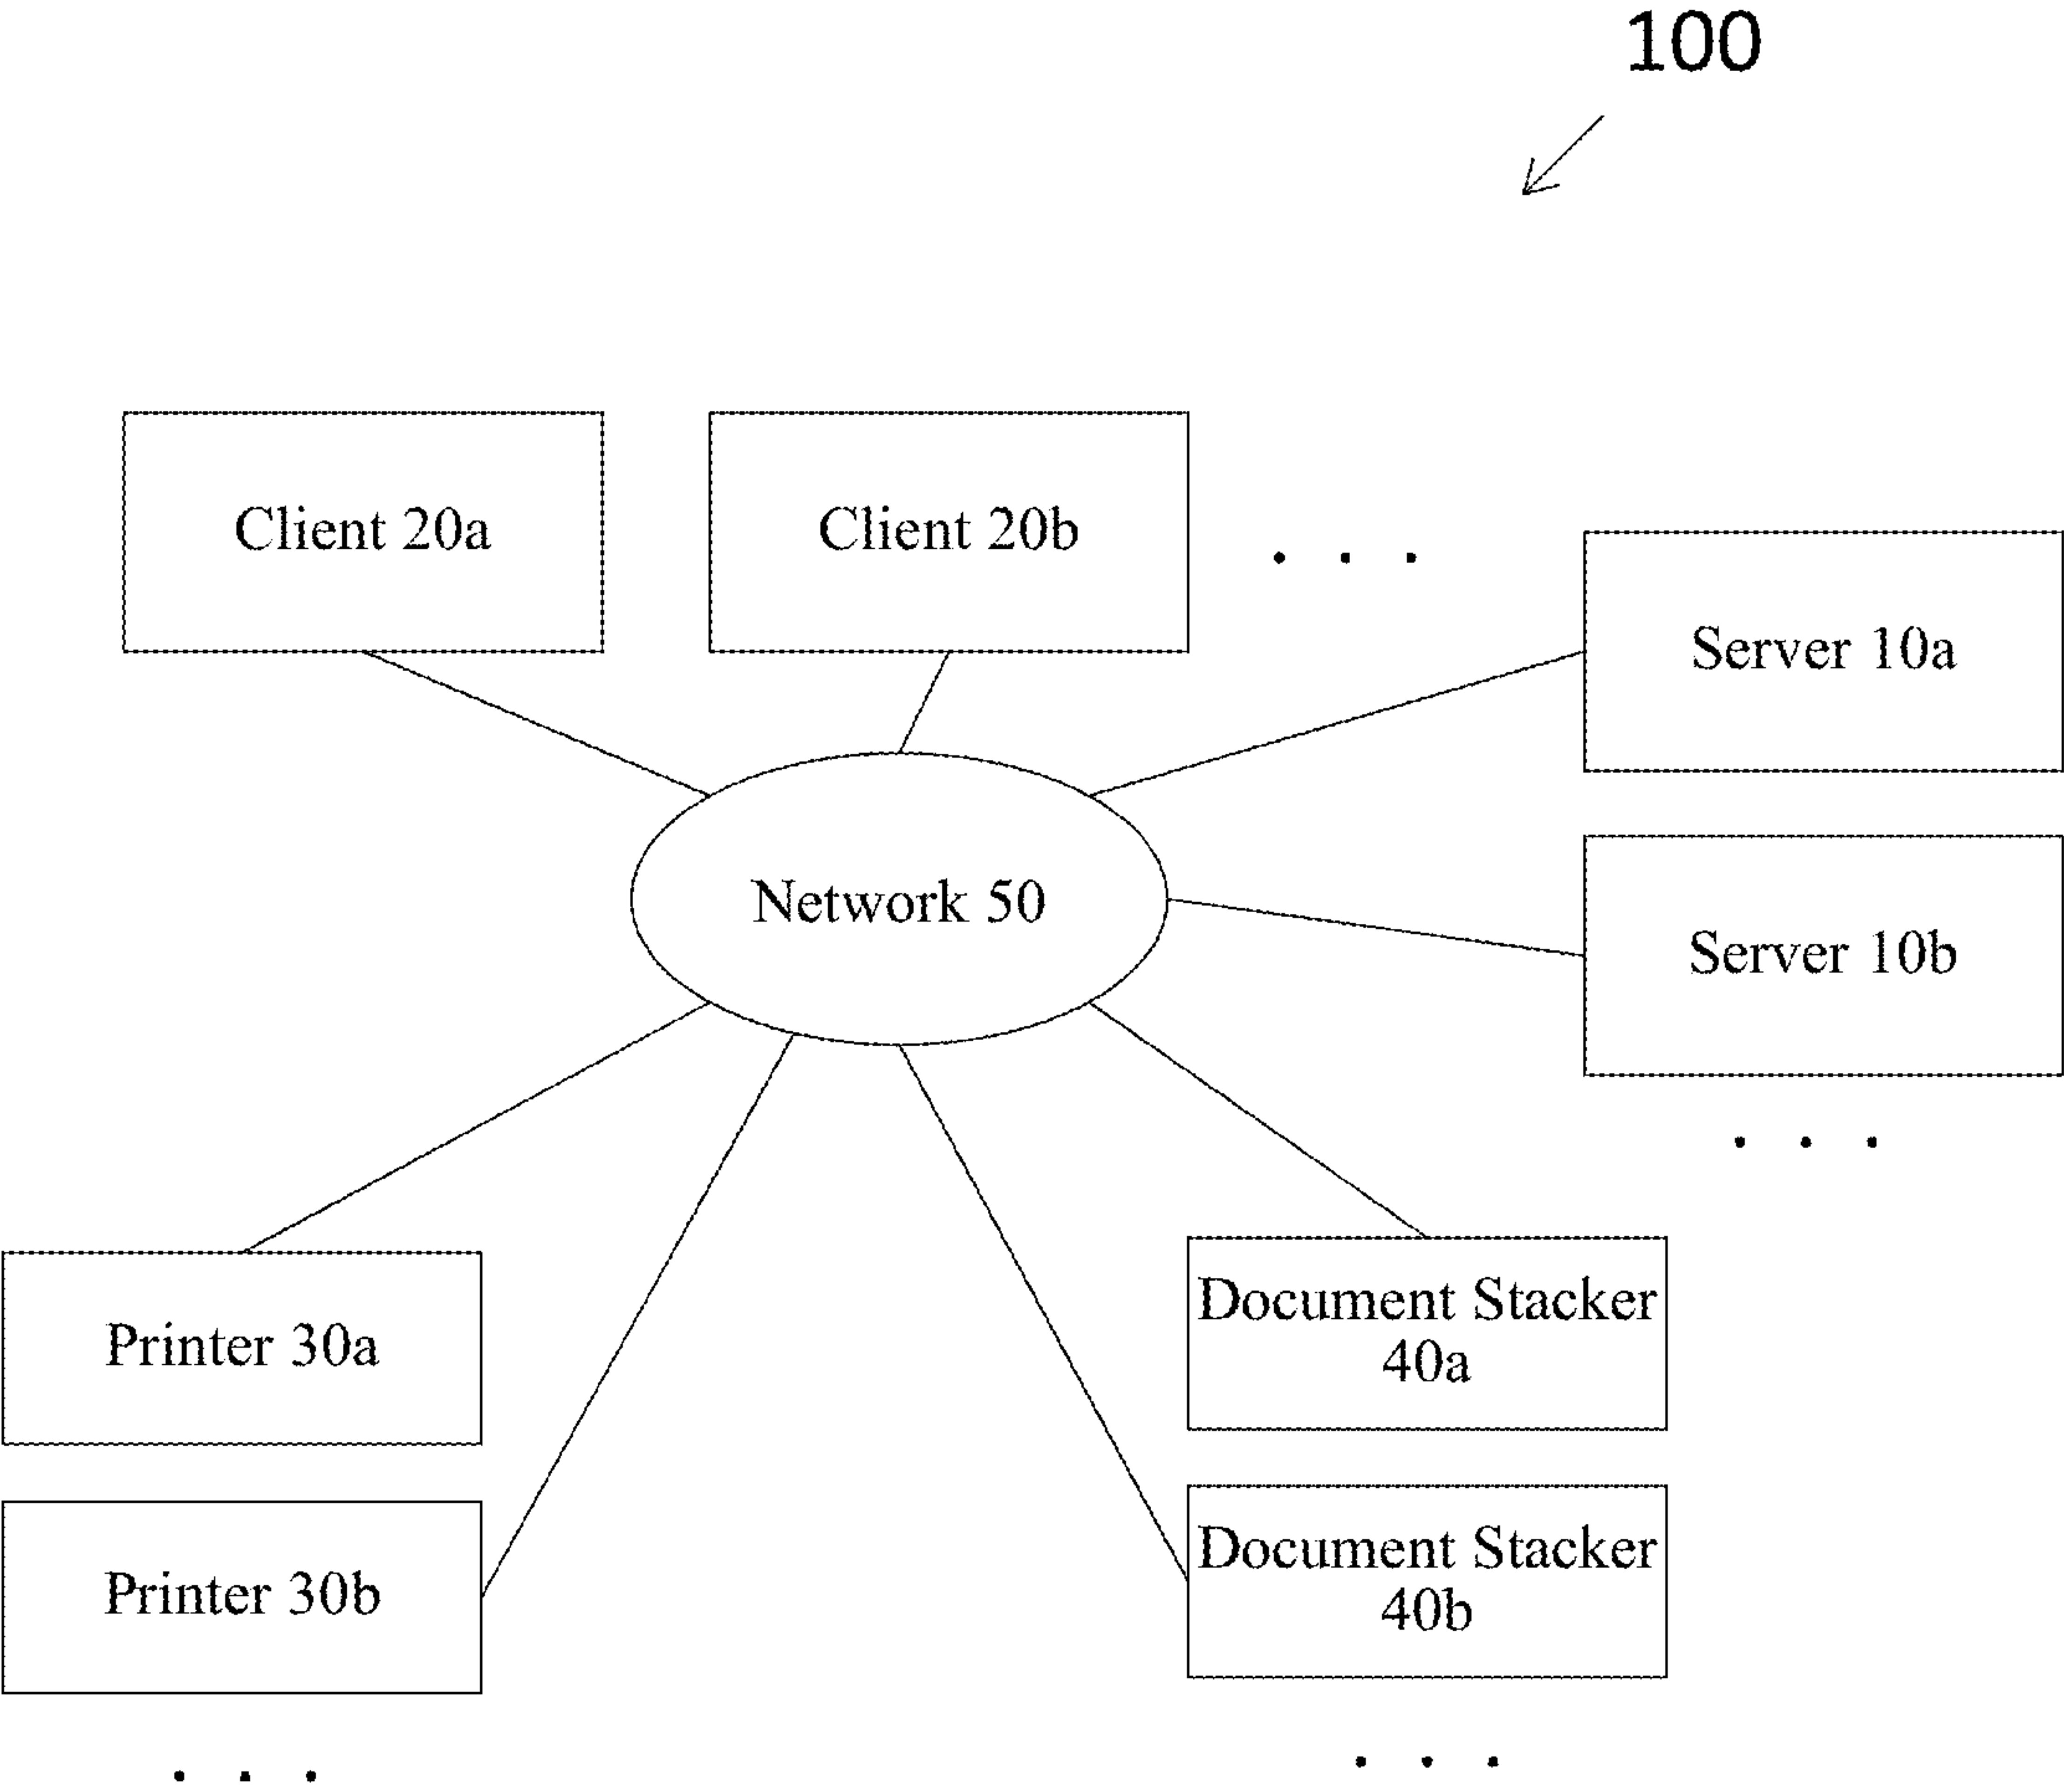 100
Client 20a
Client 20b
. . .
Server 10a
Network 50
Server 10b
. . .
Document Stacker
40a
Printer 30a
Document Stacker
40b
Printer 30b
. . .
. . .